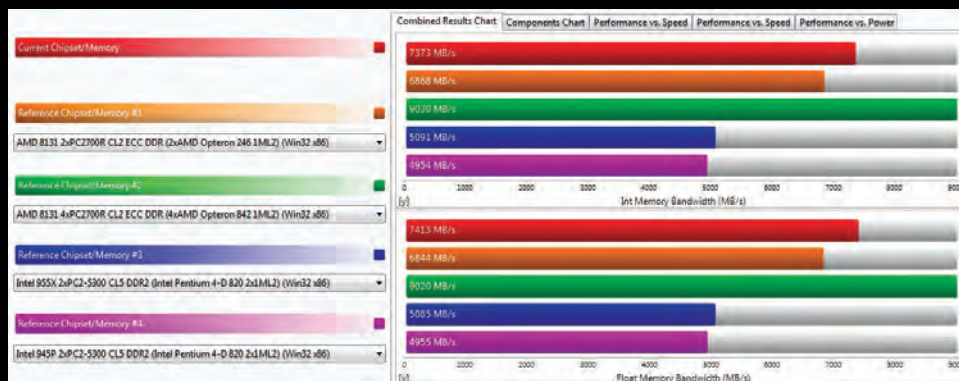 Combined Results Chart Components Chart Performance vs. Speed Performance vs. Speed Performance vs. Power
Current Chipset/Memory
Reference Chipset/Memory #1
AMD 8131 2xPC2700R CL2 ECC DDR (2xAMD Opteron 246 1ML2) (Win32 x86)
Reference Chipset/Memory #2
AMD 8131 4xPC2700R CL2 ECC DDR (4xAMD Opteron 842 1ML2) (Win32 x86)
Reference Chipset/Memory #3
Intel 955X 2xPC2-5300 CL5 DDR2 (Intel Pentium 4-D 820 2x1ML2) (Win32 x86)
Reference Chipset/Memory #4
Intel 945P 2xPC2-5300 CL5 DDR2 (Intel Pentium 4-D 820 2x1ML2) (Win32 x86)
7373 MB/s
6868 MB/s
9020 MB/s
5091 MB/s
4954 MB/s
0 1000 2000 3000 4000 5000 6000 7000 8000 900
[y] Int Memory Bandwidth (MB/s)
7413 MB/s
6844 MB/s
9020 MB/s
5085 MB/s
4955 MB/s
0 1000 2000 3000 4000 5000 6000 7000 8000 900
[y] Float Memory Bandwidth (MB/s)